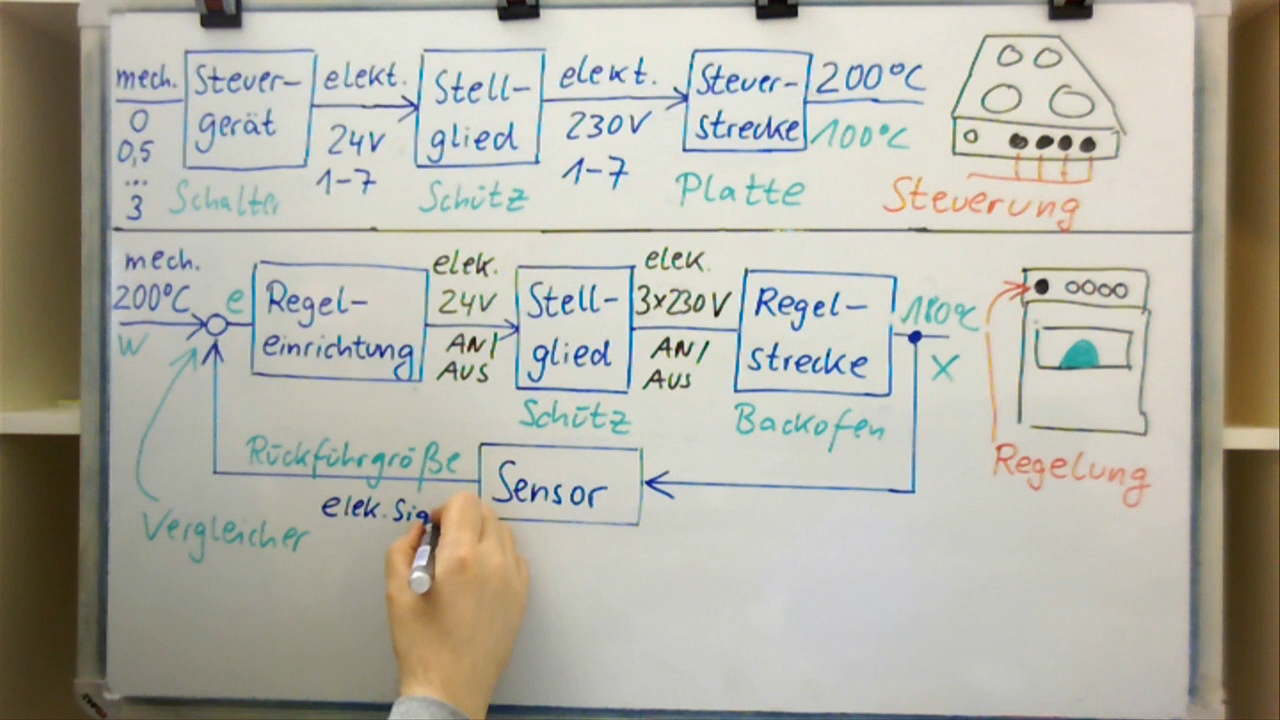 mech.
0
0,5
...
3
Steuer-
gerät
Schalter
elekt.
24V
1-7
Stell-
glied
Schütz
elekt.
230V
1-7
Steuer-
strecke
Platte
200°C
100°C
Steuerung
mech.
200°C
w
e
Regel-
einrichtung
elek.
24V
AN/
AUS
Stell-
glied
Schütz
elek.
3x230V
AN/
AUS
Regel-
strecke
Backofen
180°C
x
Regelung
Rückführgröße
Sensor
elek. Sig
Vergleicher